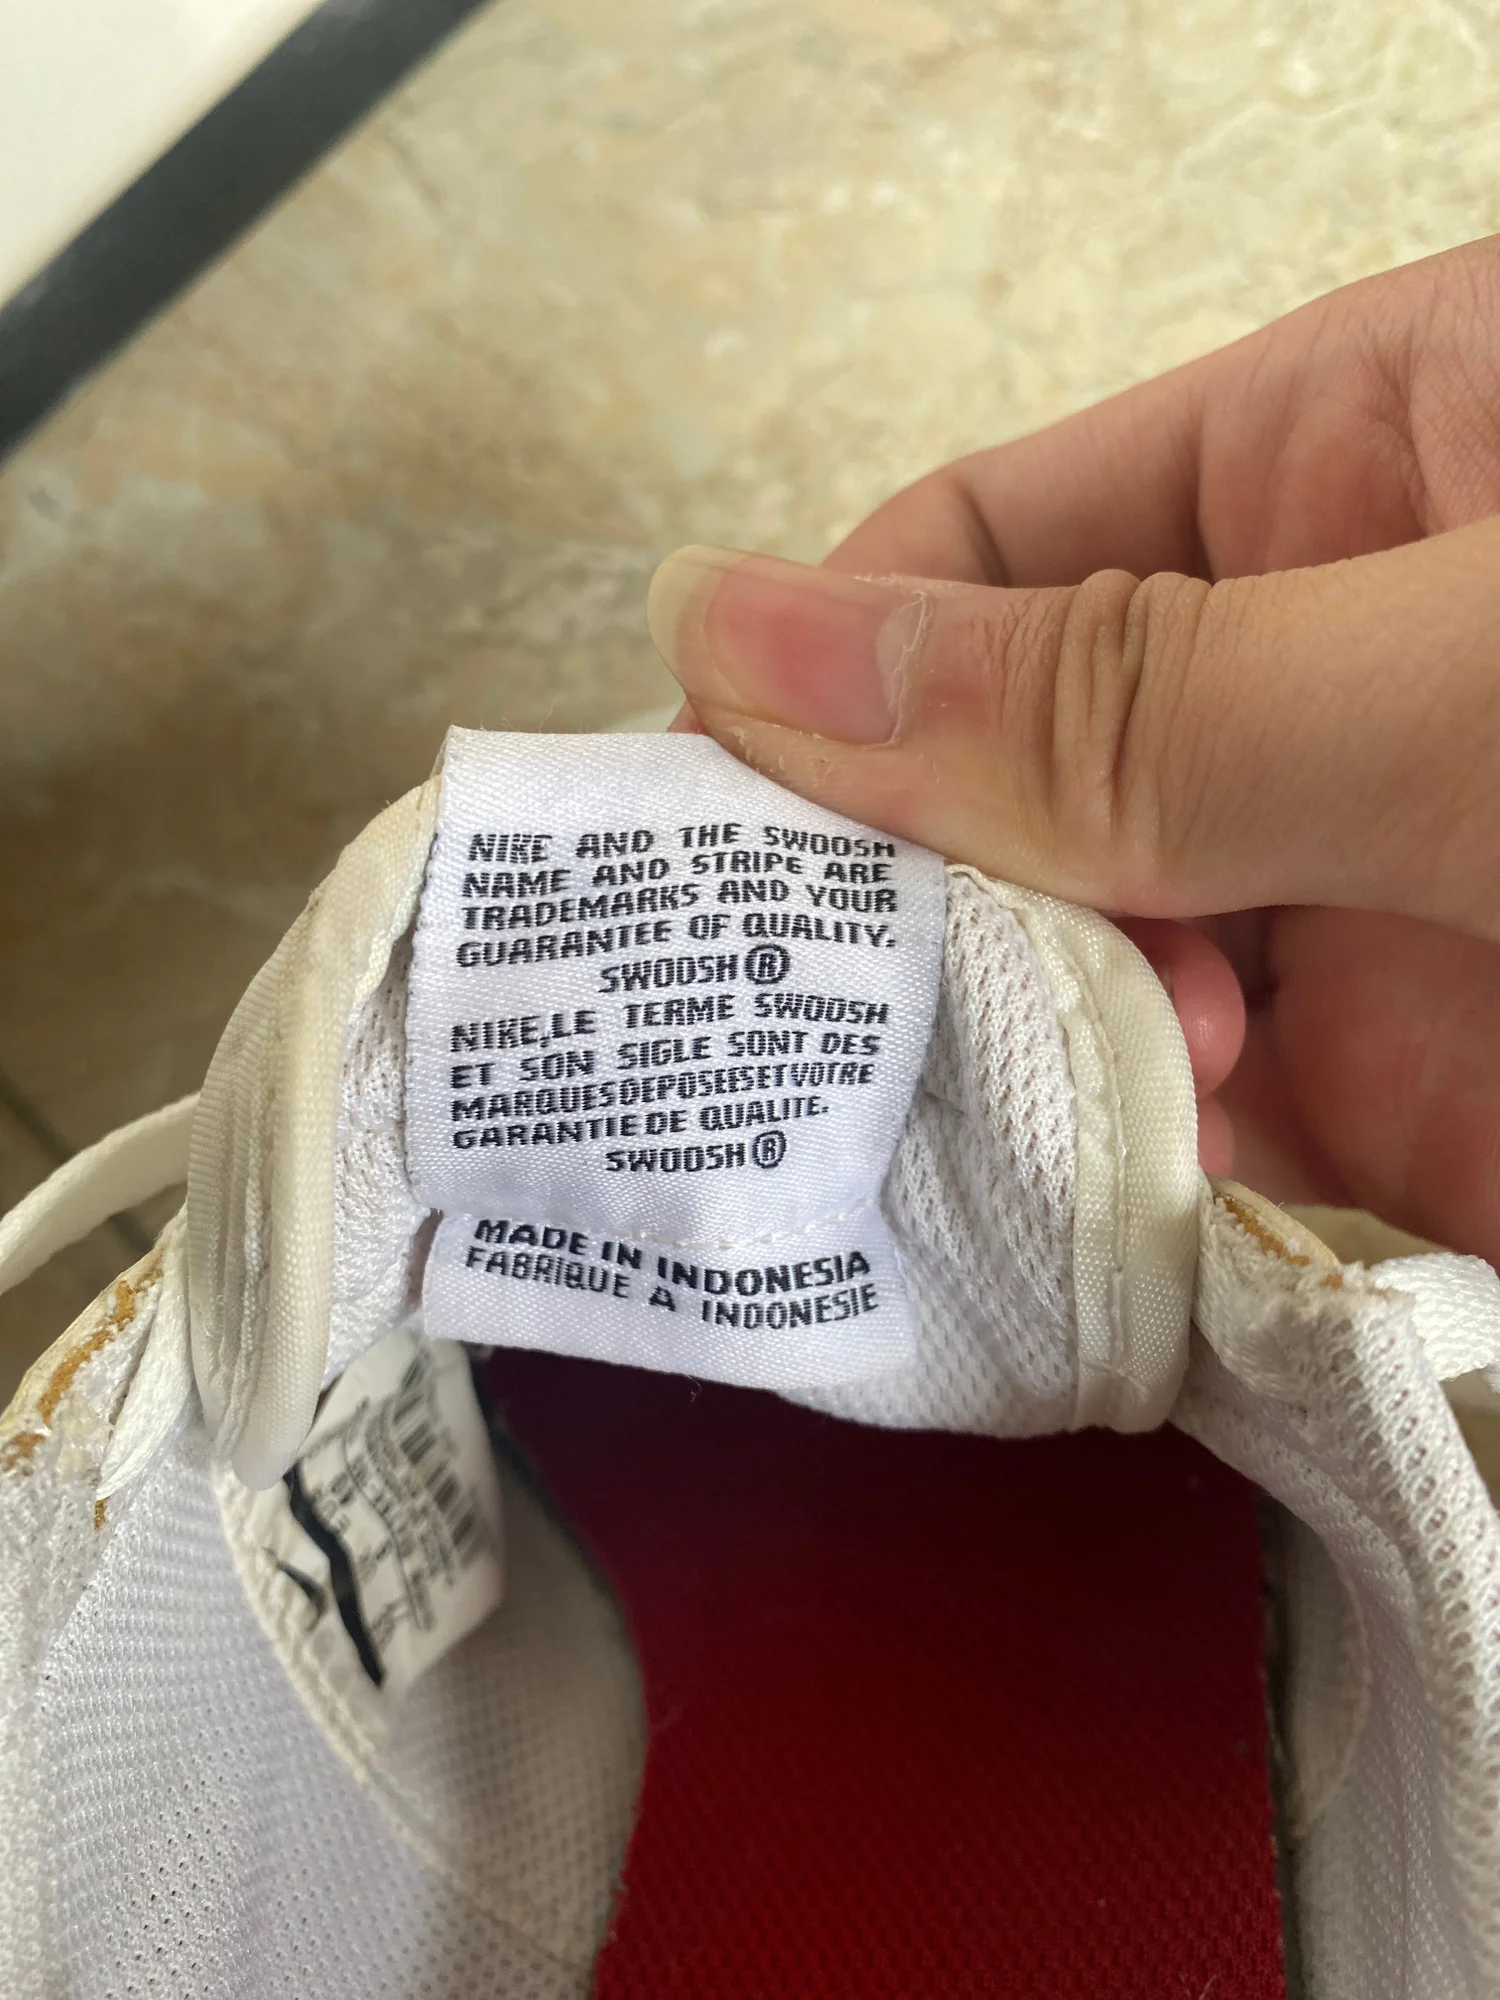 NIKE AND THE SWOOSH
NAME AND STRIPE ARE
TRADEMARKS AND YOUR
GUARANTEE OF QUALITY.
SWOOSH®
NIKE,LE TERME SWOOSH
ET SON SIGLE SONT DES
MARQUESDEPOSEESETVOTRE
GARANTIE DE QUALITE.
SWOOSH®
MADE IN INDONESIA
FABRIQUE A INDONESIE